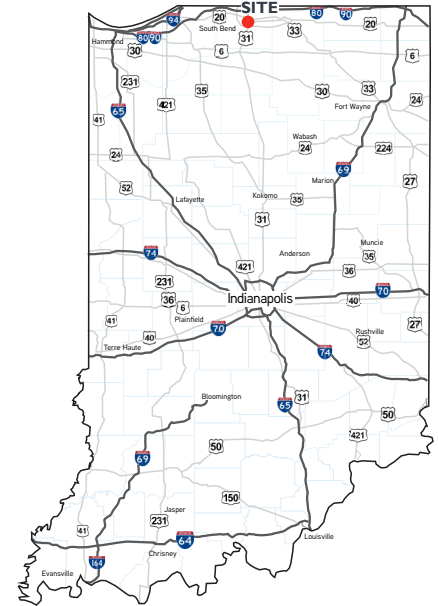 SITE
94
20
80
90
20
South Bend
Hammond
80 90
31
33
30
6
6
231
421
35
30
33
Fort Wayne
24
65
41
Wabash
24
224
24
69
Marion
27
52
Lafayette
Kokomo
35
31
Muncie
74
421
Anderson
35
36
231
70
36
6
Indianapolis
40
41
Plainfield
70
27
40
Rushville
52
Terre Haute
74
Bloomington
65
31
50
421
50
69
150
Jasper
231
41
64
Louisville
Chrisney
164
Evansville